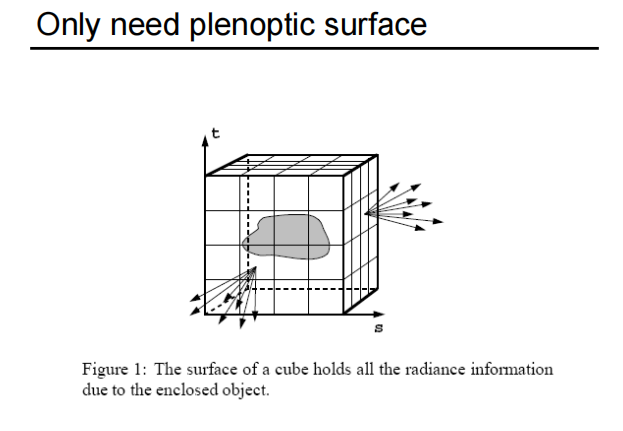 Only need plenoptic surface
t
s
Figure 1: The surface of a cube holds all the radiance information
due to the enclosed object.